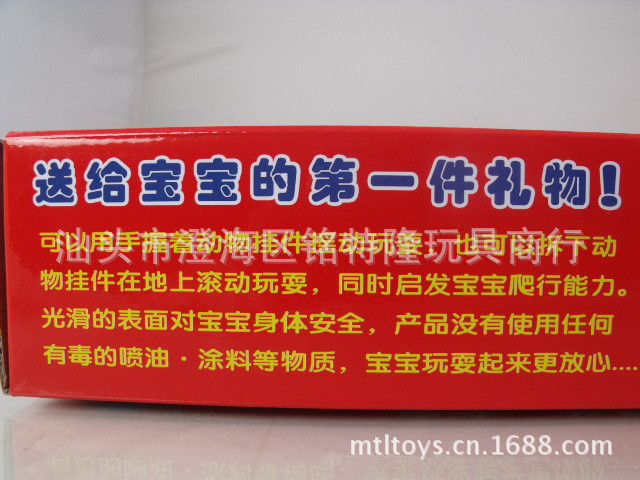 送给宝宝的第一件礼物！
可以用手握着动物挂件摇动玩耍，也可以拆下动
汕头市澄海区铭特隆玩具商行
物挂件在地上滚动玩耍，同时启发宝宝爬行能力。
光滑的表面对宝宝身体安全，产品没有使用任何
有毒的喷油·涂料等物质，宝宝玩耍起来更放心....
mtltoys.cn.1688.com